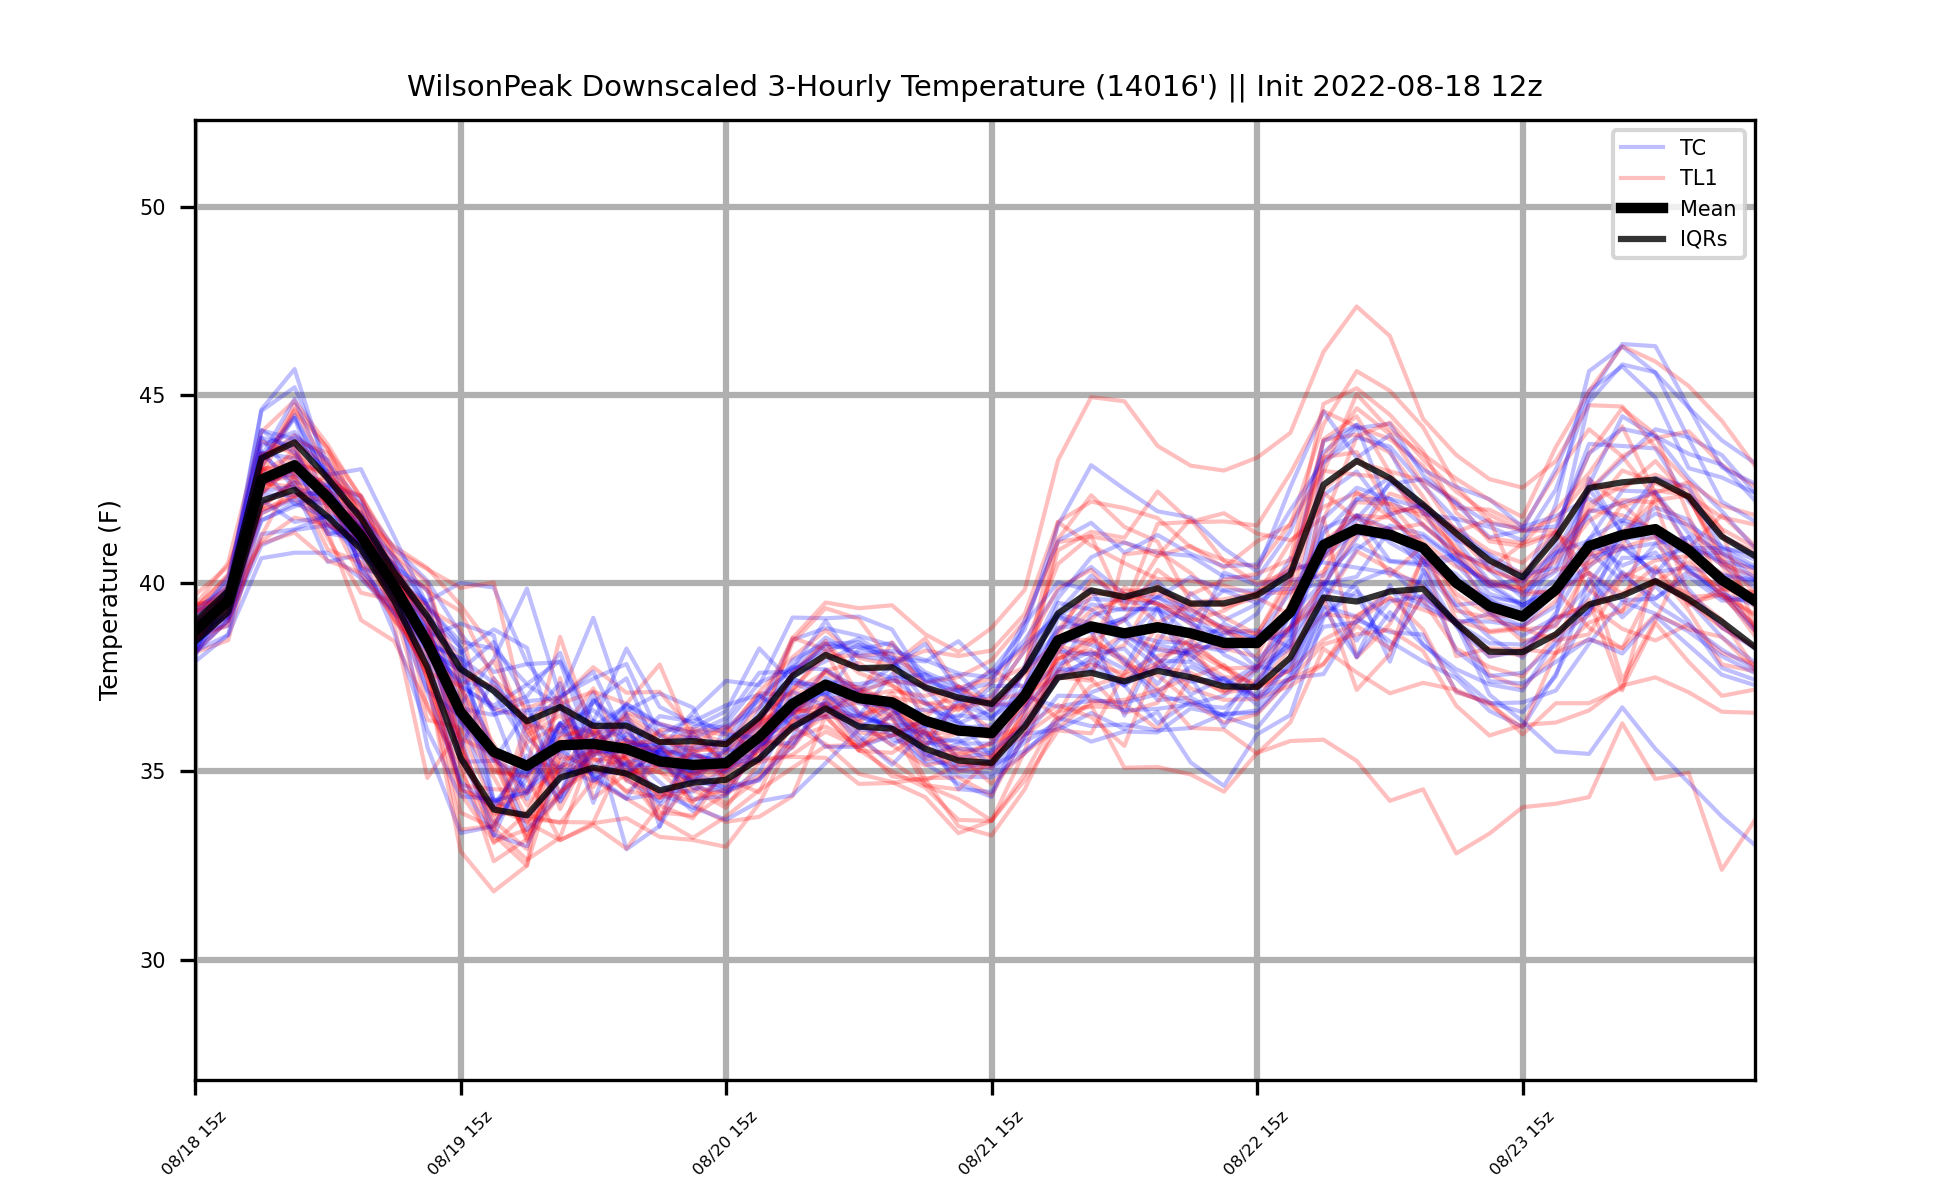 WilsonPeak Downscaled 3-Hourly Temperature (14016') || Init 2022-08-18 12z
TC
TL1
Mean
IQRs
Temperature (F)
50
45
40
35
30
08/18 15z
08/19 15z
08/20 15z
08/21 15z
08/22 15z
08/23 15z